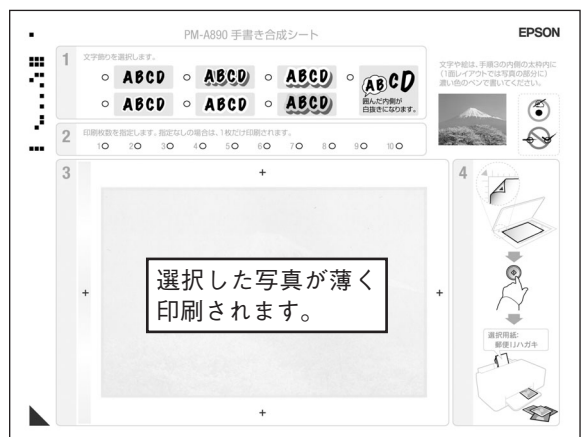 PM-A890 手書き合成シート
EPSON
1
文字飾りを選択します。
ABCD
ABCD
ABCD
ABCD
ABCD
ABCD
ABCD
囲んだ内側が
白抜きになります。
文字や絵は、手順3の内側の太枠内に
(1面レイアウトでは写真の部分に)
濃い色のペンで書いてください。
2
印刷枚数を指定します。指定なしの場合は、1枚だけ印刷されます。
1 2 3 4 5 6 7 8 9 10
3
選択した写真が薄く
印刷されます。
4
A
選択用紙:
郵便IJハガキ